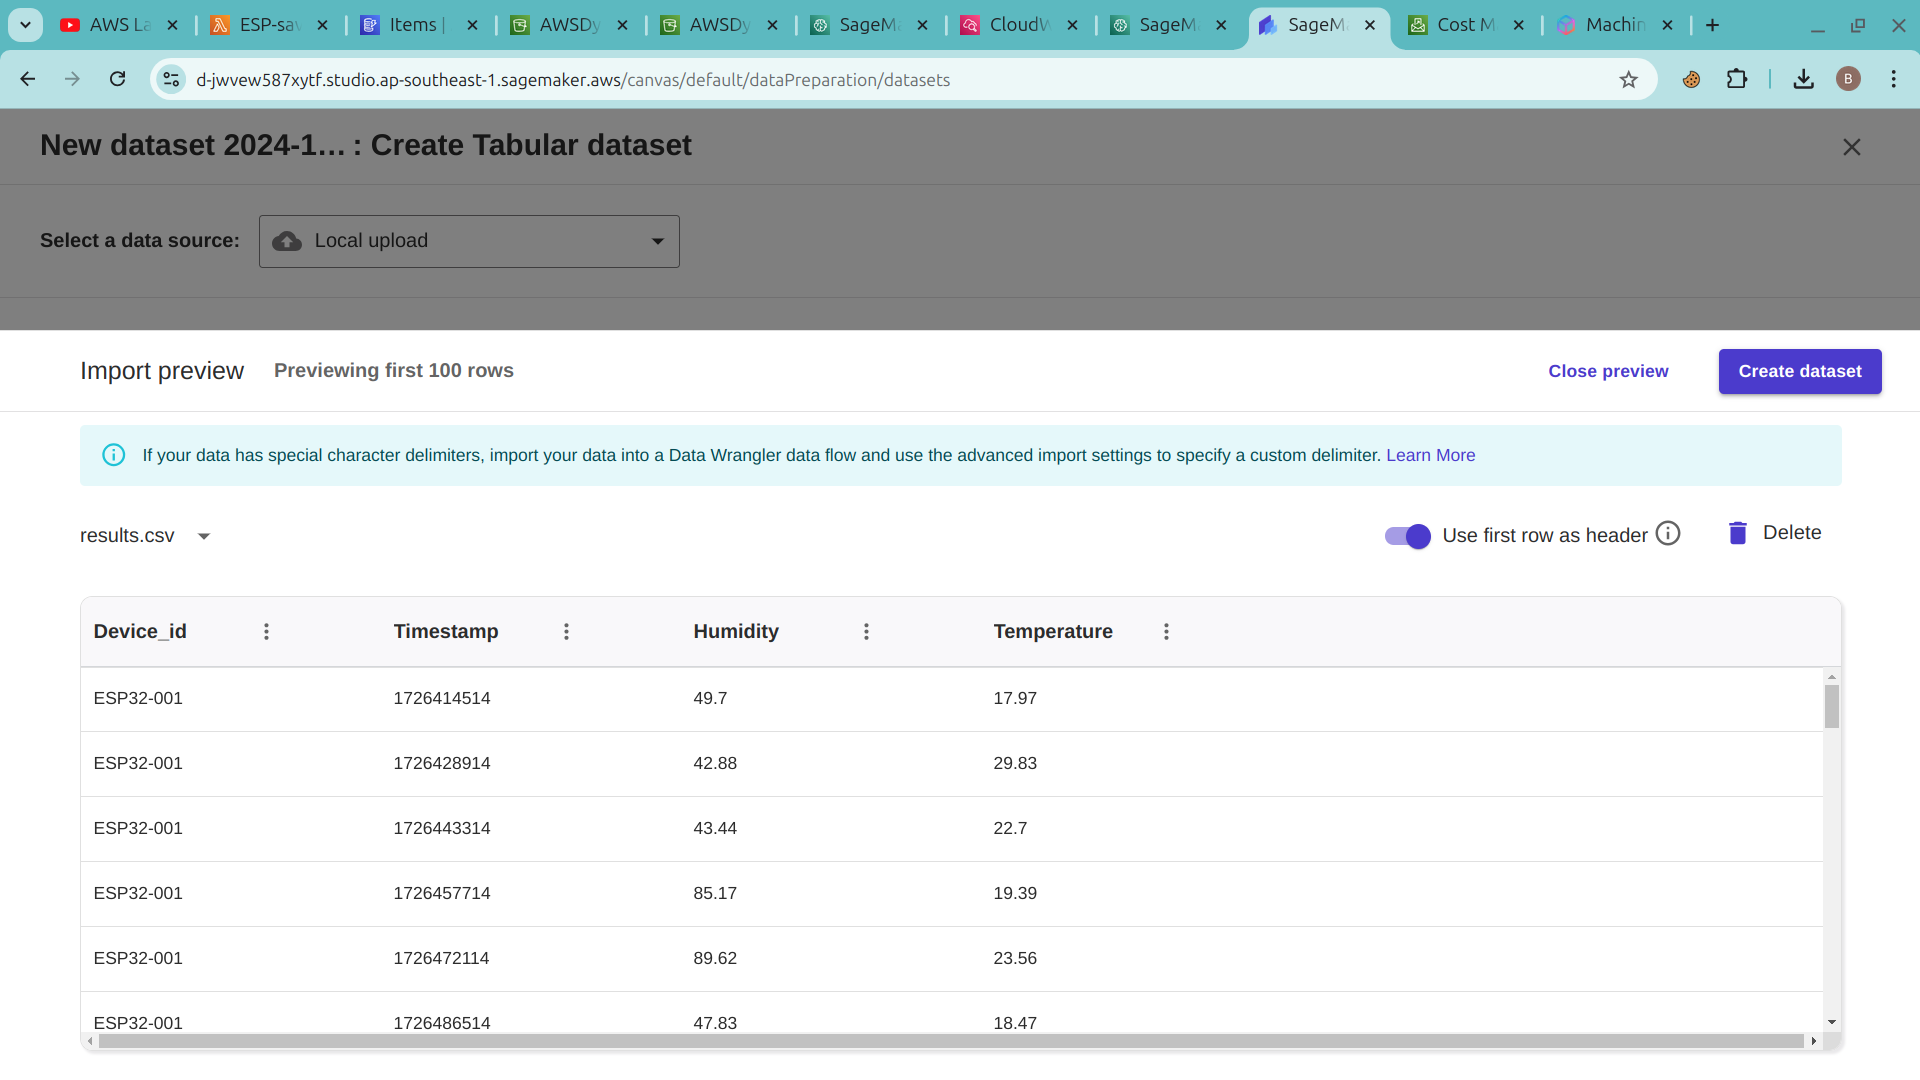 AWS La
ESP-sav
Items |
AWSDy
AWSDy
SageMa
CloudW
SageMa
SageMa
Cost M
Machin
d-jwvew587xytf.studio.ap-southeast-1.sagemaker.aws/canvas/default/dataPreparation/datasets
B
New dataset 2024-1… : Create Tabular dataset
Select a data source: Local upload
Import preview Previewing first 100 rows Close preview Create dataset
If your data has special character delimiters, import your data into a Data Wrangler data flow and use the advanced import settings to specify a custom delimiter. Learn More
results.csv Use first row as header Delete
Device_id Timestamp Humidity Temperature
ESP32-001 1726414514 49.7 17.97
ESP32-001 1726428914 42.88 29.83
ESP32-001 1726443314 43.44 22.7
ESP32-001 1726457714 85.17 19.39
ESP32-001 1726472114 89.62 23.56
ESP32-001 1726486514 47.83 18.47